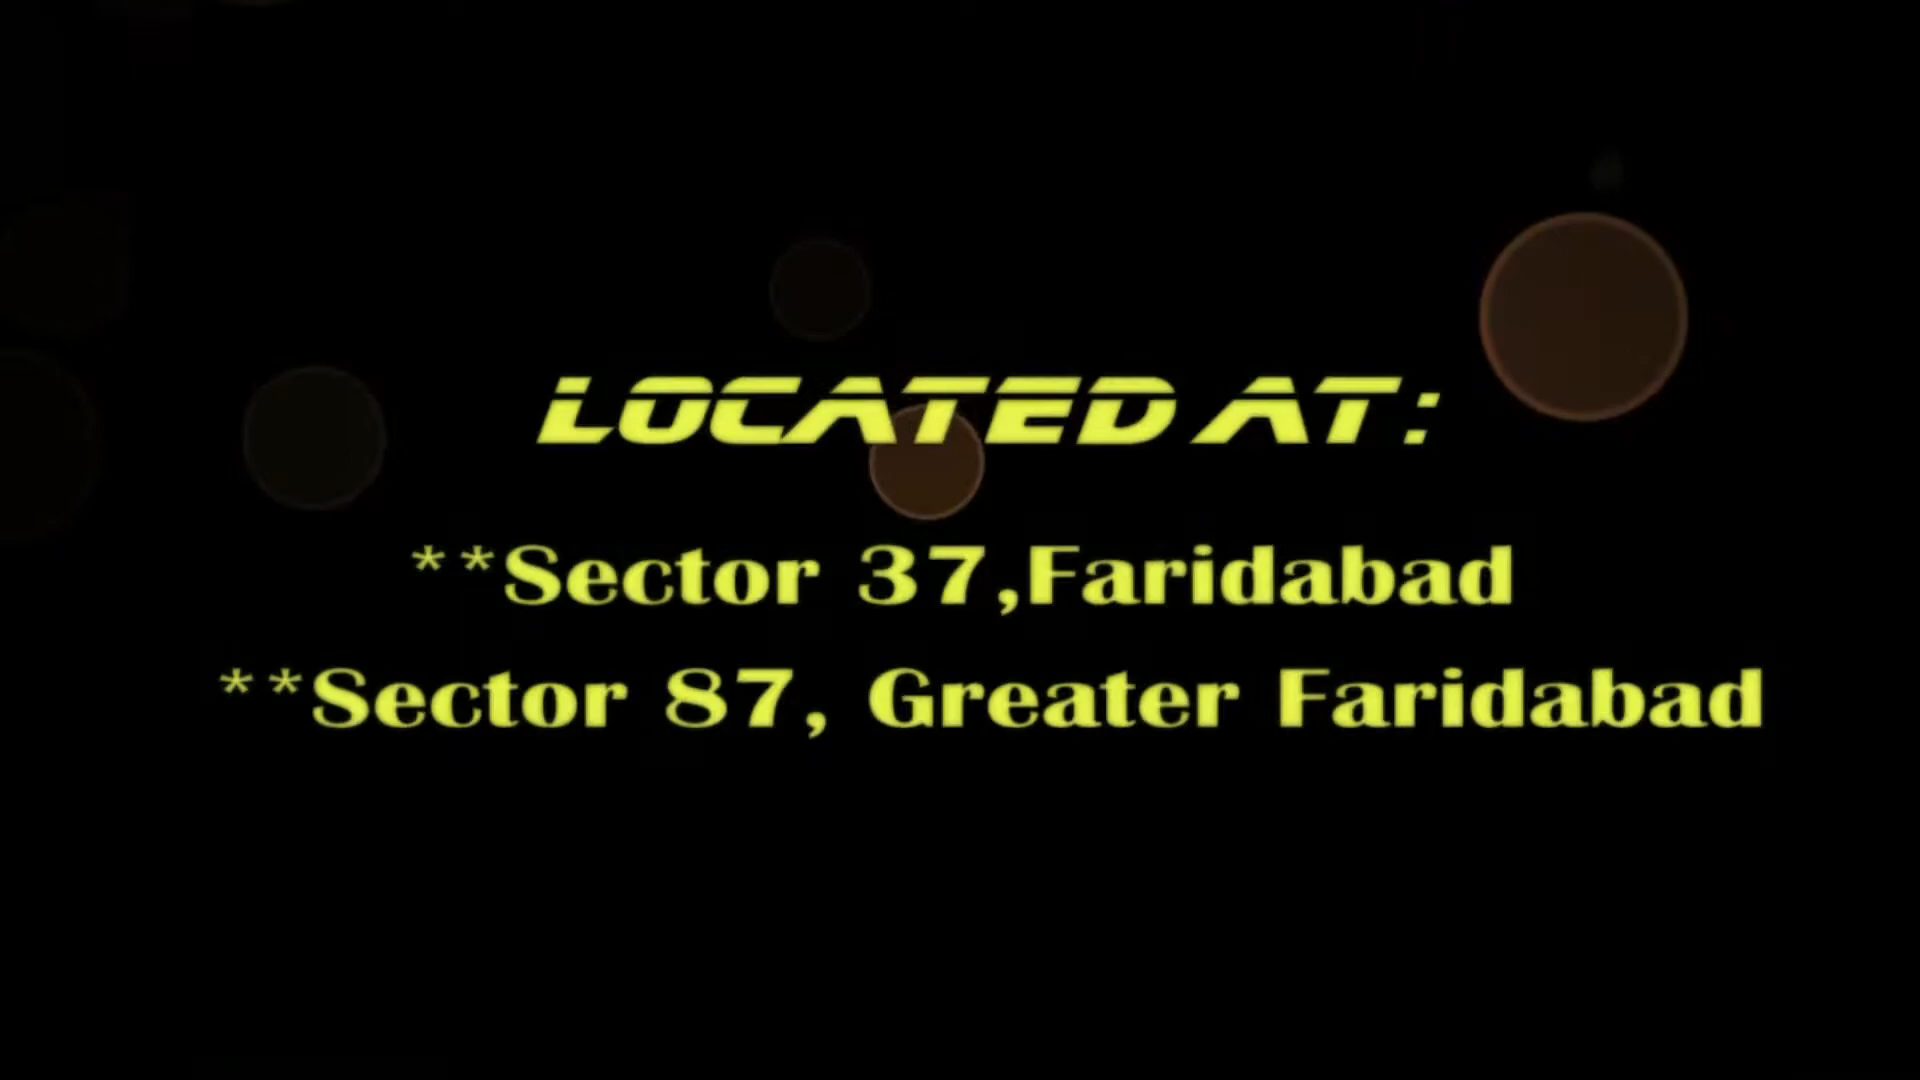 LOCATED AT:
**Sector 37,Faridabad
**Sector 87, Greater Faridabad